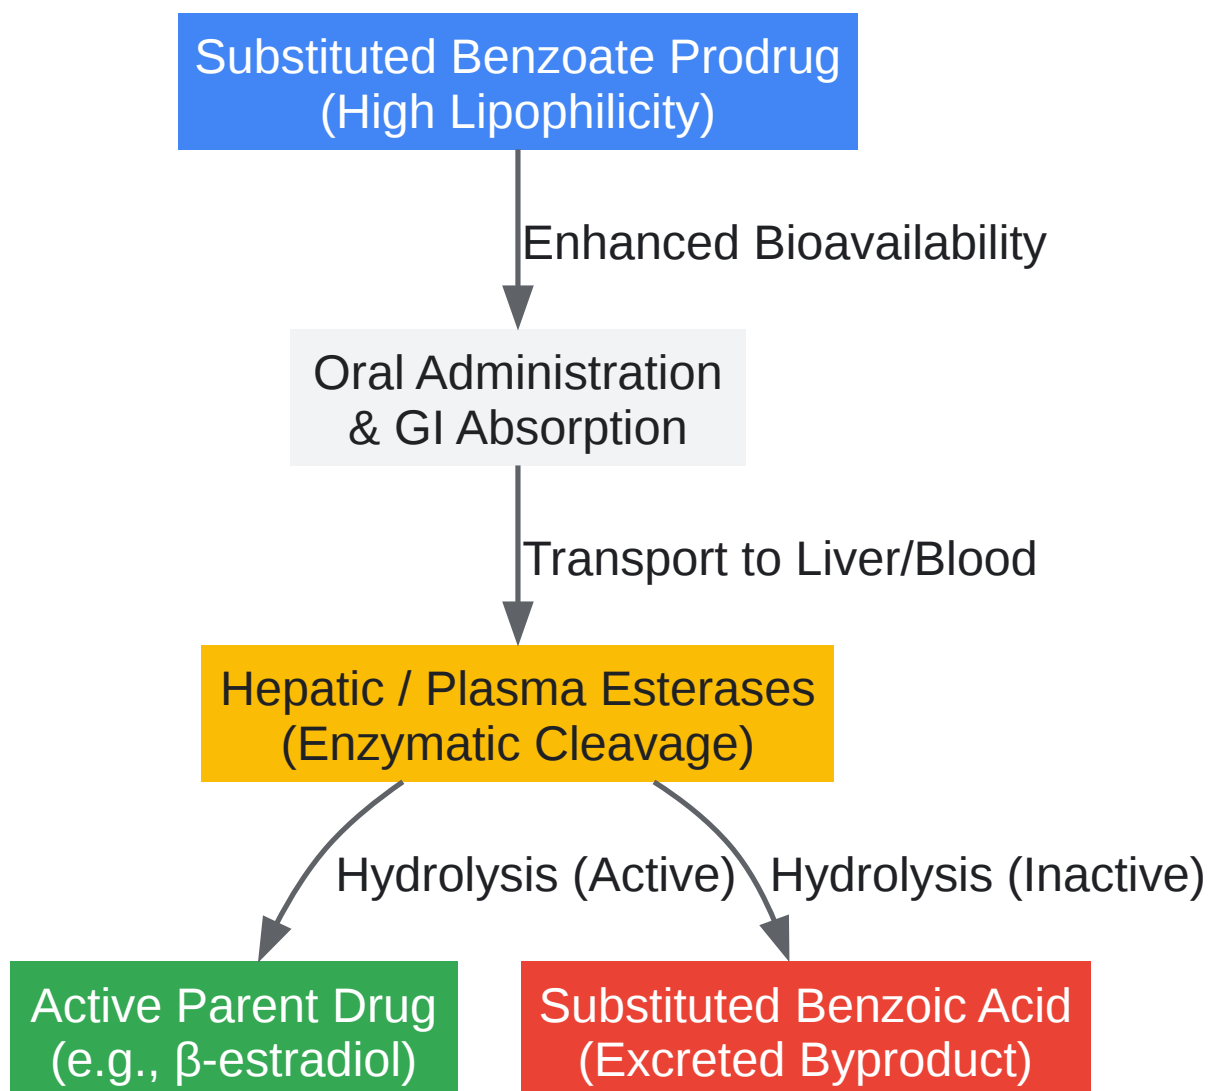 Substituted Benzoate Prodrug
(High Lipophilicity)
Enhanced Bioavailability
Oral Administration
& GI Absorption
Transport to Liver/Blood
Hepatic / Plasma Esterases
(Enzymatic Cleavage)
Hydrolysis (Active)
Hydrolysis (Inactive)
Active Parent Drug
(e.g., β-estradiol)
Substituted Benzoic Acid
(Excreted Byproduct)